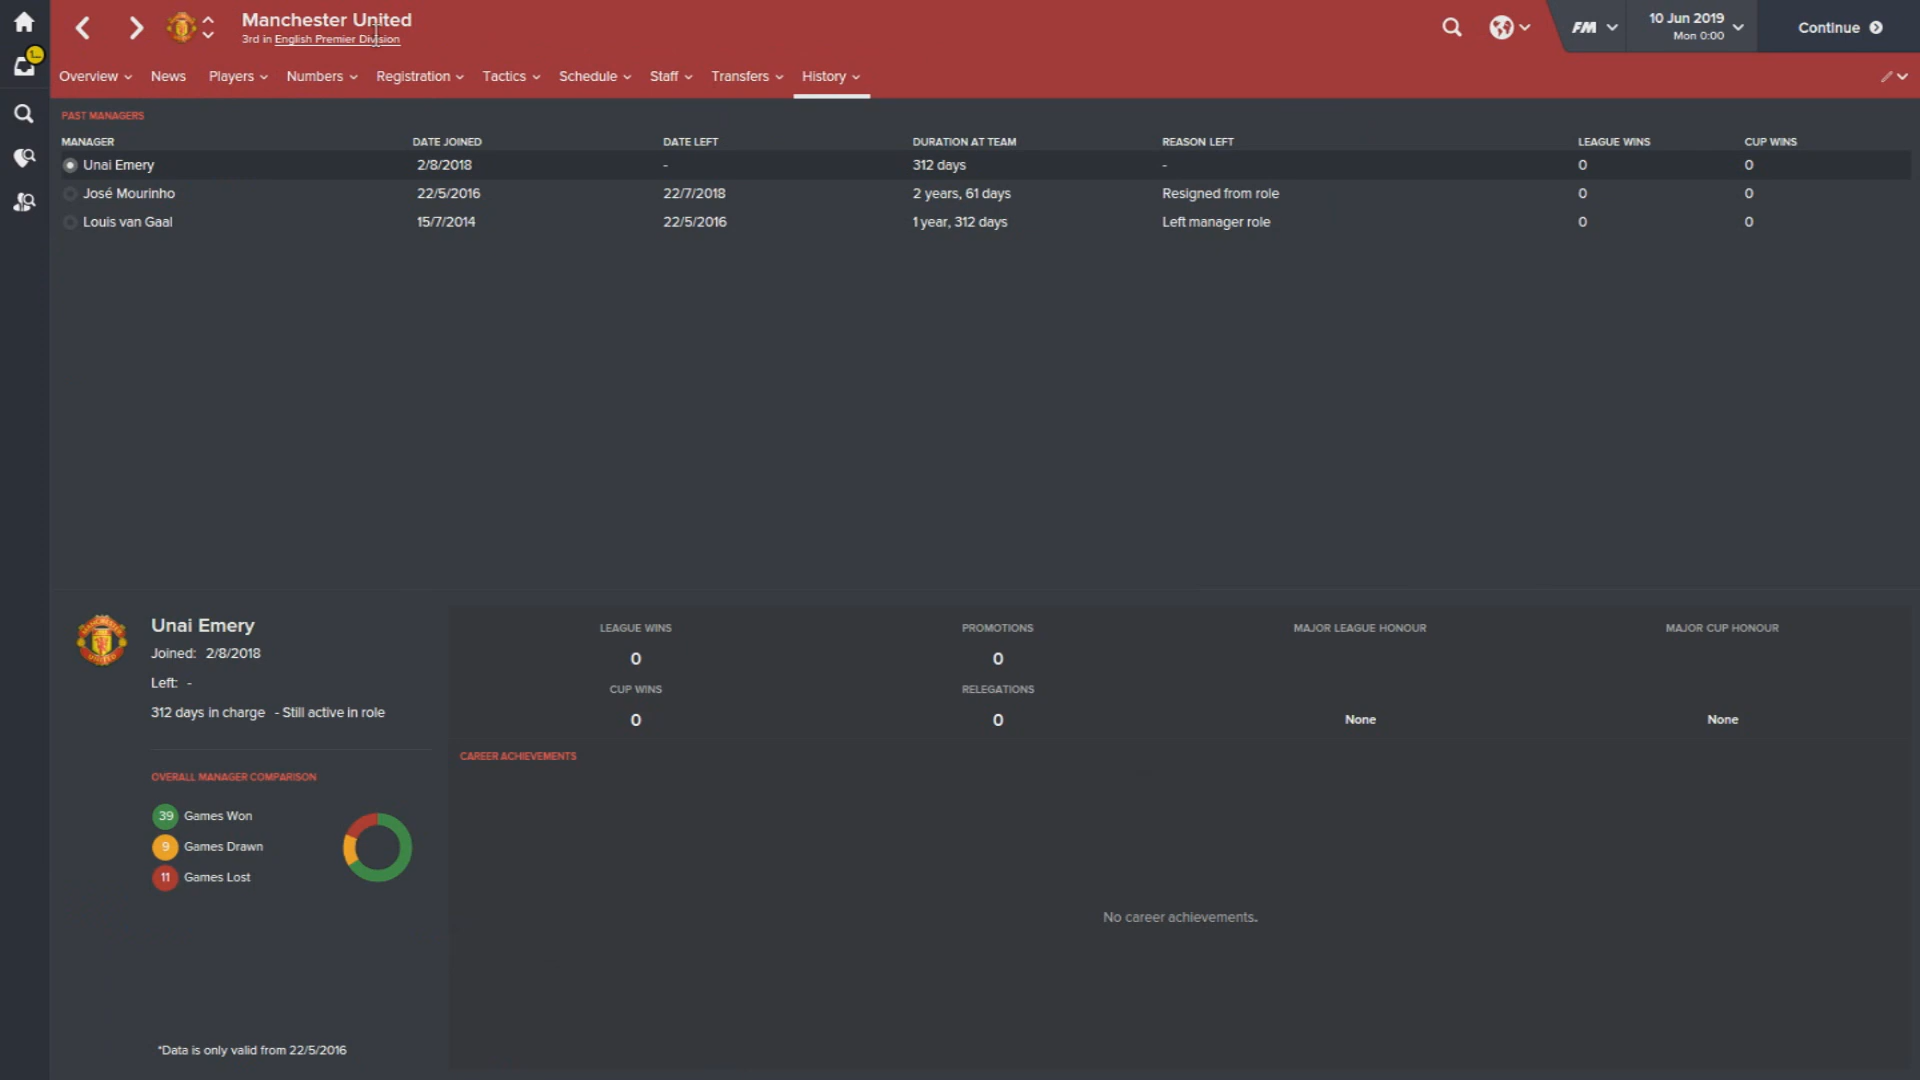 Manchester United
3rd in English Premier Division
FM
10 Jun 2019
Mon 0:00
Continue
Overview News Players Numbers Registration Tactics Schedule Staff Transfers History
PAST MANAGERS
MANAGER DATE JOINED DATE LEFT DURATION AT TEAM REASON LEFT LEAGUE WINS CUP WINS
Unai Emery 2/8/2018 - 312 days - 0 0
José Mourinho 22/5/2016 22/7/2018 2 years, 61 days Resigned from role 0 0
Louis van Gaal 15/7/2014 22/5/2016 1 year, 312 days Left manager role 0 0
Unai Emery
Joined: 2/8/2018
Left: -
312 days in charge - Still active in role
OVERALL MANAGER COMPARISON
39 Games Won
9 Games Drawn
11 Games Lost
*Data is only valid from 22/5/2016
LEAGUE WINS PROMOTIONS MAJOR LEAGUE HONOUR MAJOR CUP HONOUR
0 0
CUP WINS RELEGATIONS
0 0 None None
CAREER ACHIEVEMENTS
No career achievements.